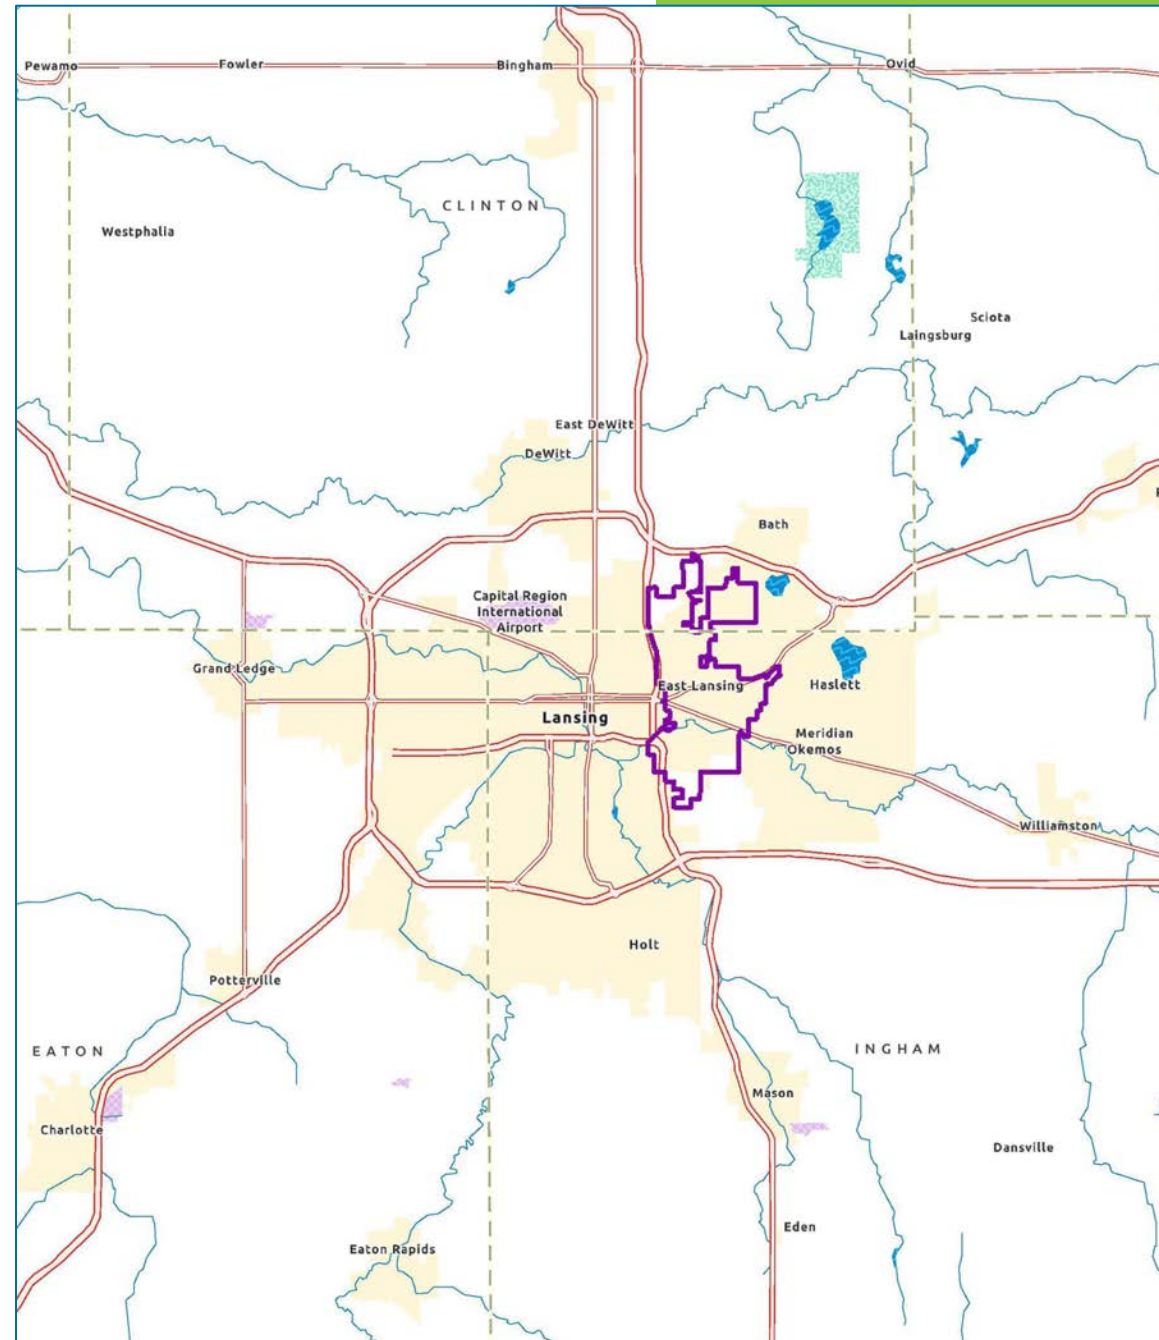 Pewamo
Fowler
Bingham
Ovid
CLINTON
Westphalia
Sciota
Laingsburg
East DeWitt
DeWitt
Bath
Capital Region
International
Airport
Grand Ledge
East Lansing
Haslett
Lansing
Meridian
Okemos
Williamston
Holt
Potterville
EATON
INGHAM
Mason
Charlotte
Dansville
Eden
Eaton Rapids